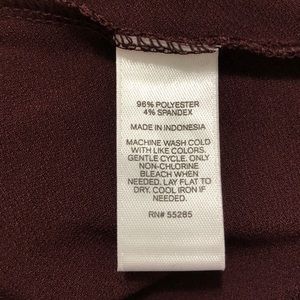 96% POLYESTER
4% SPANDEX
MADE IN INDONESIA
MACHINE WASH COLD
WITH LIKE COLORS.
GENTLE CYCLE. ONLY
NON-CHLORINE
BLEACH WHEN
NEEDED. LAY FLAT TO
DRY. COOL IRON IF
NEEDED.
RN# 55285